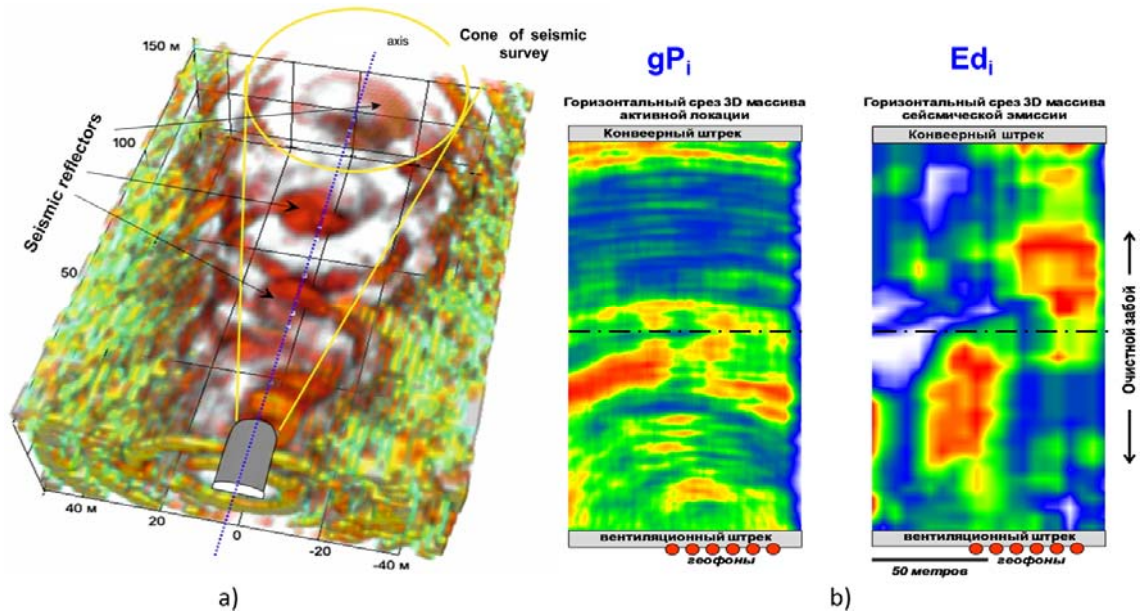 Cone of seismic
survey
axis
150 м
100
Seismic reflectors
50
40 м
20
0
-20
-40 м
a)
gPi
Горизонтальный срез 3D массива
активной локации
Конвеерный штрек
вентиляционный штрек
геофоны
Edi
Горизонтальный срез 3D массива
сейсмической эмиссии
Конвеерный штрек
Очистной забой
вентиляционный штрек
50 метров
геофоны
b)